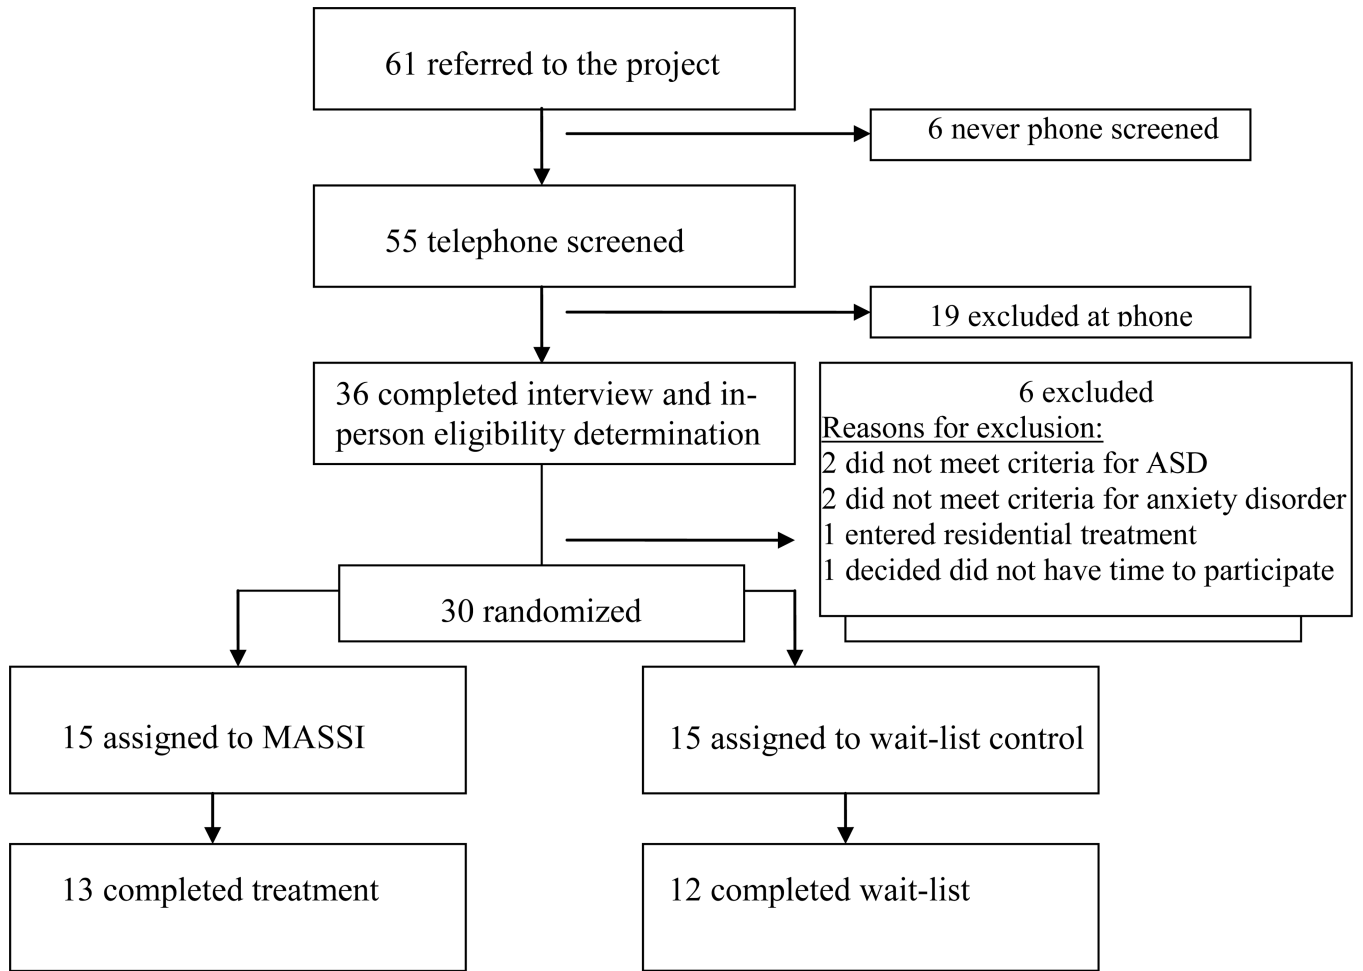 61 referred to the project
6 never phone screened
55 telephone screened
19 excluded at phone
36 completed interview and in-
person eligibility determination
6 excluded
Reasons for exclusion:
2 did not meet criteria for ASD
2 did not meet criteria for anxiety disorder
1 entered residential treatment
1 decided did not have time to participate
30 randomized
15 assigned to MASSI
15 assigned to wait-list control
13 completed treatment
12 completed wait-list